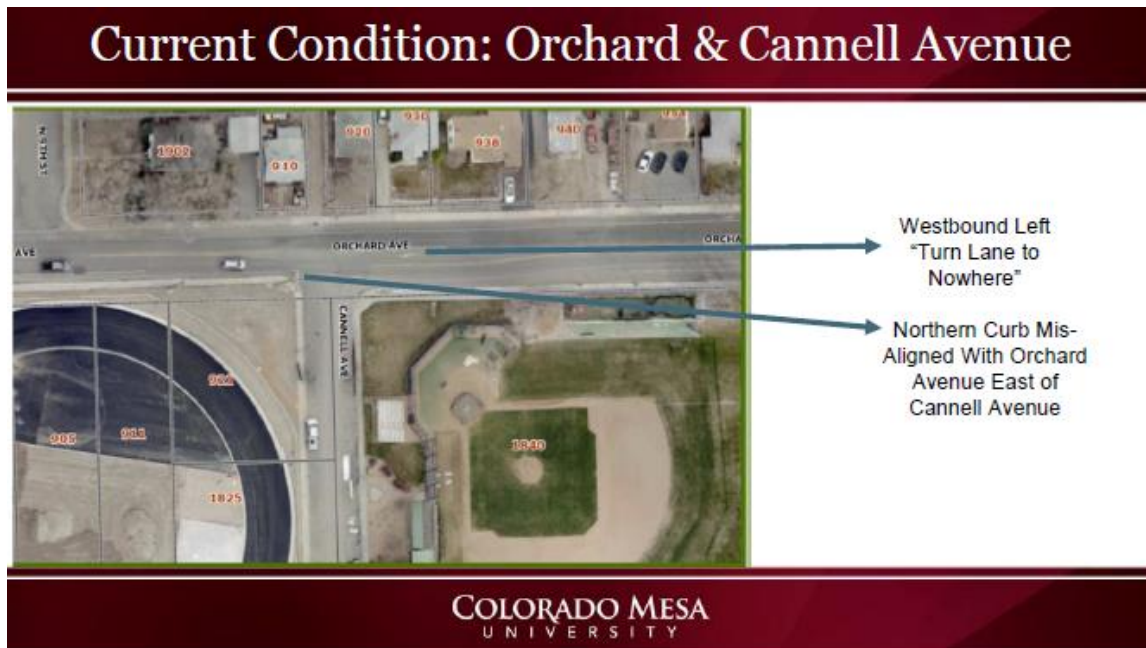 Current Condition: Orchard & Cannell Avenue
930
N 9TH ST
1902
920
938
940
910
AVE
ORCHARD AVE
ORCHA
CANNELL AVE
922
905
911
1840
1825
Westbound Left
“Turn Lane to
Nowhere”
Northern Curb Mis-
Aligned With Orchard
Avenue East of
Cannell Avenue
COLORADO MESA
UNIVERSITY